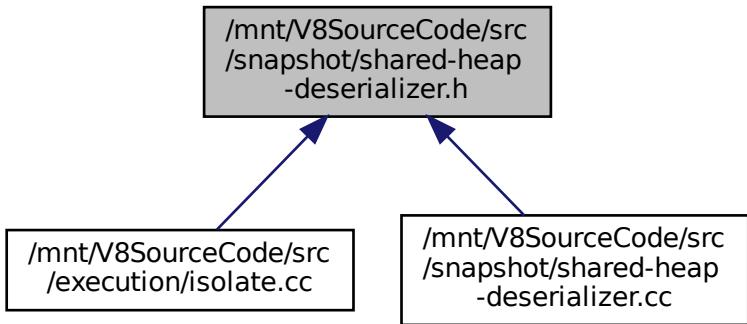 /mnt/V8SourceCode/src
/snapshot/shared-heap
-deserializer.h
/mnt/V8SourceCode/src
/execution/isolate.cc
/mnt/V8SourceCode/src
/snapshot/shared-heap
-deserializer.cc